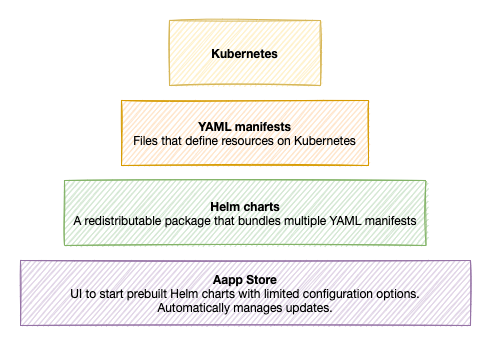 Kubernetes
YAML manifests
Files that define resources on Kubernetes
Helm charts
A redistributable package that bundles multiple YAML manifests
Aapp Store
UI to start prebuilt Helm charts with limited configuration options.
Automatically manages updates.